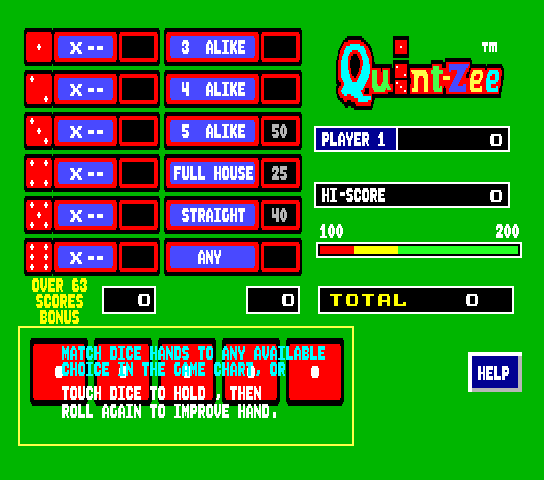 X -- 3 ALIKE
X -- 4 ALIKE
X -- 5 ALIKE 50
X -- FULL HOUSE 25
X -- STRAIGHT 40
X -- ANY
OVER 63
SCORES
BONUS
0 0
Quint-Zee TM
PLAYER 1 0
HI-SCORE 0
100 200
TOTAL 0
MATCH DICE HANDS TO ANY AVAILABLE
CHOICE IN THE GAME CHART, OR
TOUCH DICE TO HOLD , THEN
ROLL AGAIN TO IMPROVE HAND.
HELP